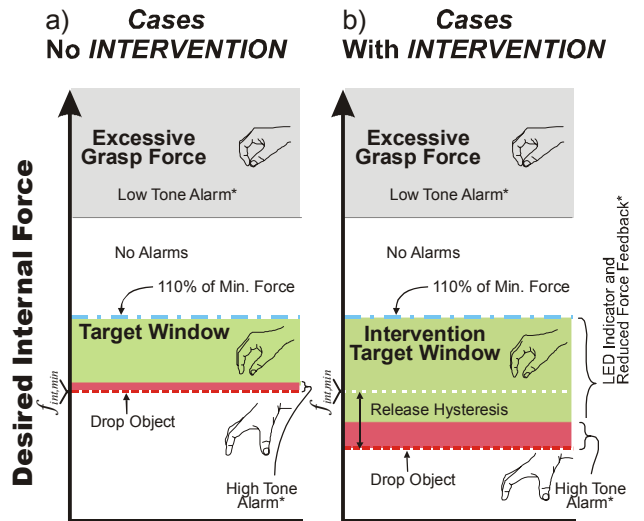 a)
Cases
No INTERVENTION
b)
Cases
With INTERVENTION
Desired Internal Force
Excessive
Grasp Force
Low Tone Alarm*
No Alarms
110% of Min. Force
Target Window
f int,min
Drop Object
High Tone
Alarm*
Excessive
Grasp Force
Low Tone Alarm*
No Alarms
110% of Min. Force
Intervention
Target Window
f int,min
Release Hysteresis
Drop Object
High Tone
Alarm*
LED Indicator and
Reduced Force Feedback*